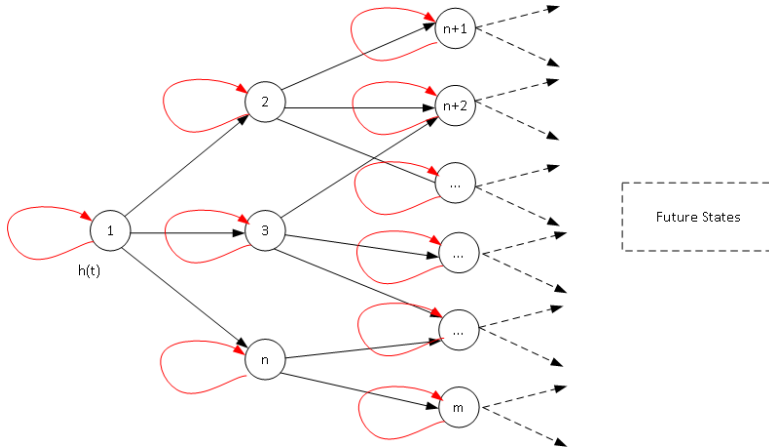 n+1
2
n+2
...
1
3
Future States
h(t)
...
...
n
m